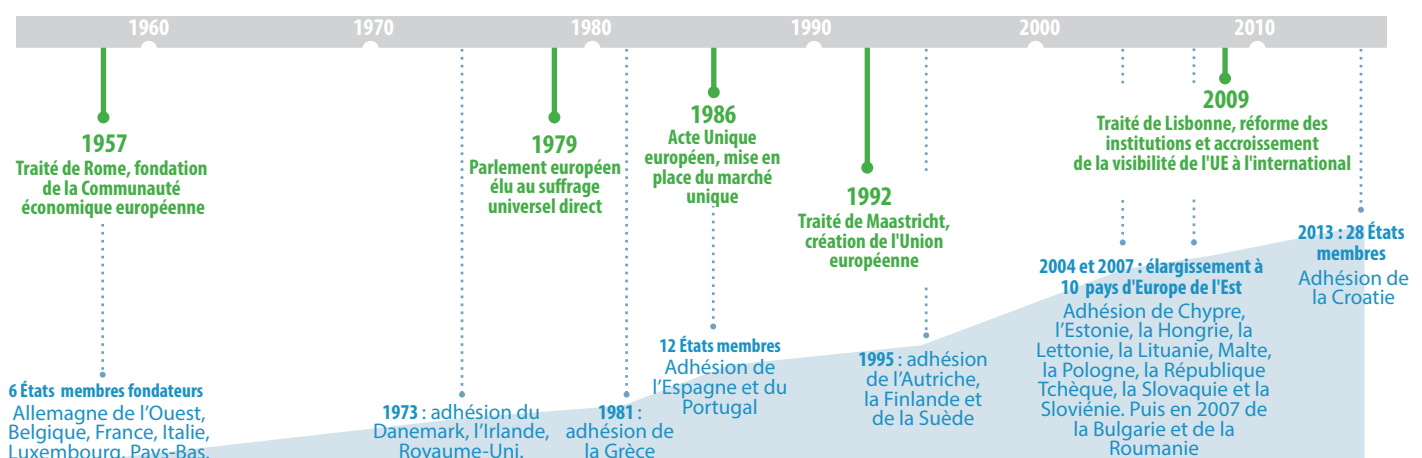 1960 1970 1980 1990 2000 2010
1957
Traité de Rome, fondation
de la Communauté
économique européenne
1979
Parlement européen
élu au suffrage
universel direct
1986
Acte Unique
européen, mise en
place du marché
unique
1992
Traité de Maastricht,
création de l'Union
européenne
2009
Traité de Lisbonne, réforme des
institutions et accroissement
de la visibilité de l'UE à l'international
6 États membres fondateurs
Allemagne de l’Ouest,
Belgique, France, Italie,
Luxembourg, Pays-Bas.
1973 : adhésion du
Danemark, l’Irlande,
Royaume-Uni.
1981 :
adhésion de
la Grèce
12 États membres
Adhésion de
l’Espagne et du
Portugal
1995 : adhésion
de l’Autriche,
la Finlande et
de la Suède
2004 et 2007 : élargissement à
10 pays d'Europe de l'Est
Adhésion de Chypre,
l’Estonie, la Hongrie, la
Lettonie, la Lituanie, Malte,
la Pologne, la République
Tchèque, la Slovaquie et la
Sloviénie. Puis en 2007 de
la Bulgarie et de la
Roumanie
2013 : 28 États
membres
Adhésion de
la Croatie